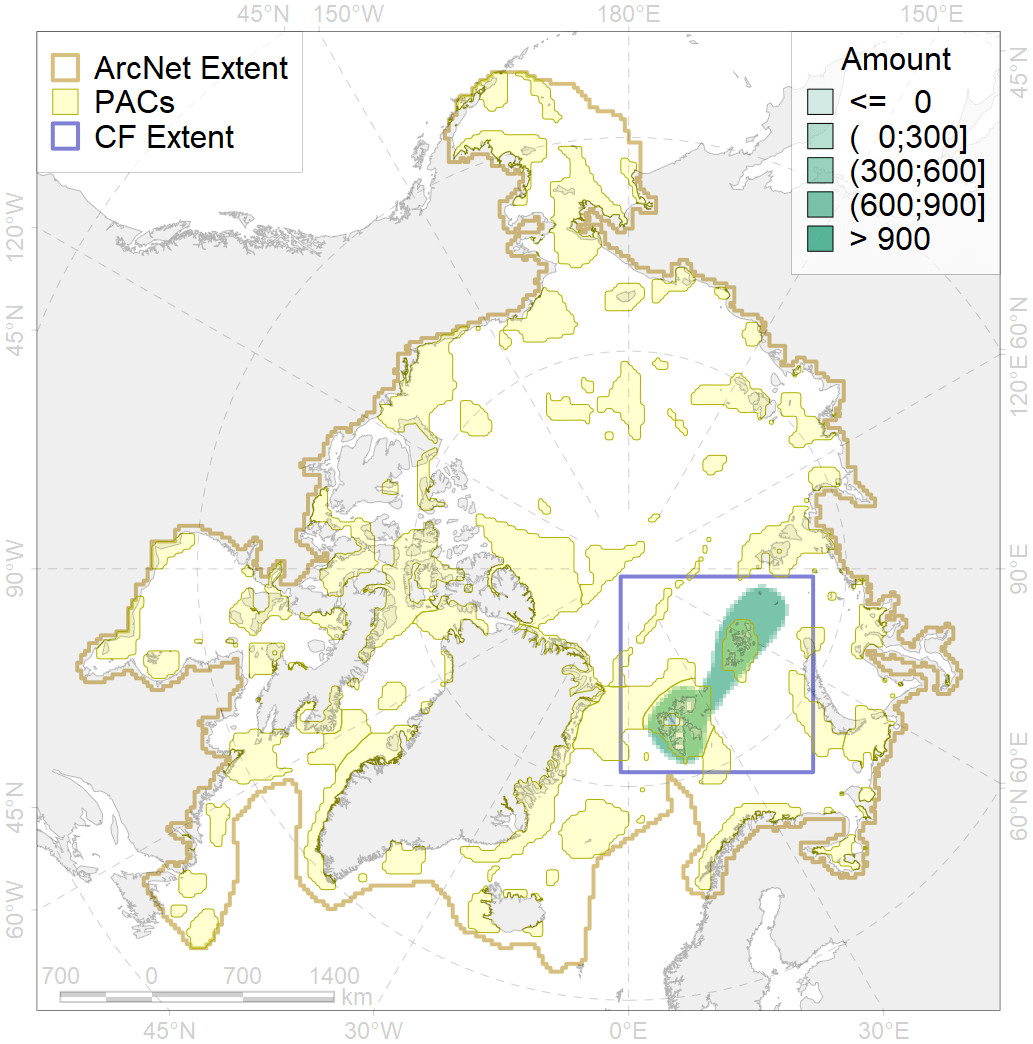 45°N 150°W 180°E 150°E
ArcNet Extent
PACs
CF Extent
Amount
<= 0
( 0;300]
(300;600]
(600;900]
> 900
45°N
120°W
60°N
45°N
120°E
90°W
90°E
60°E
45°N
60°N
60°W
700 0 700 1400
km
45°N 30°W 0°E 30°E